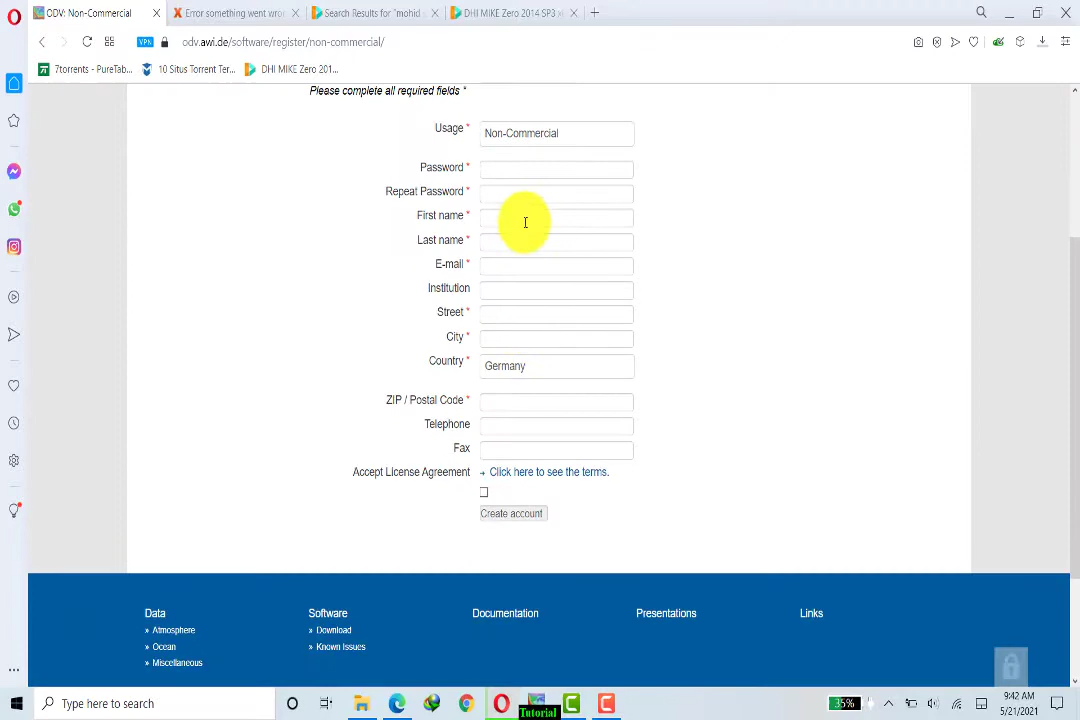 ODV: Non-Commercial
Error something went wror
Search Results for "mohid
DHI MIKE Zero 2014 SP3 x
VPN
odv.awi.de/software/register/non-commercial/
7torrents - PureTab...
10 Situs Torrent Ter...
DHI MIKE Zero 201...
Please complete all required fields *
Usage *
Non-Commercial
Password *
Repeat Password *
First name *
Last name *
E-mail *
Institution
Street *
City *
Country *
Germany
ZIP / Postal Code *
Telephone
Fax
Accept License Agreement
Click here to see the terms.
Create account
Data
» Atmosphere
» Ocean
» Miscellaneous
Software
» Download
» Known Issues
Documentation
Presentations
Links
Type here to search
Tutorial
35%
9:42 AM
5/21/2021